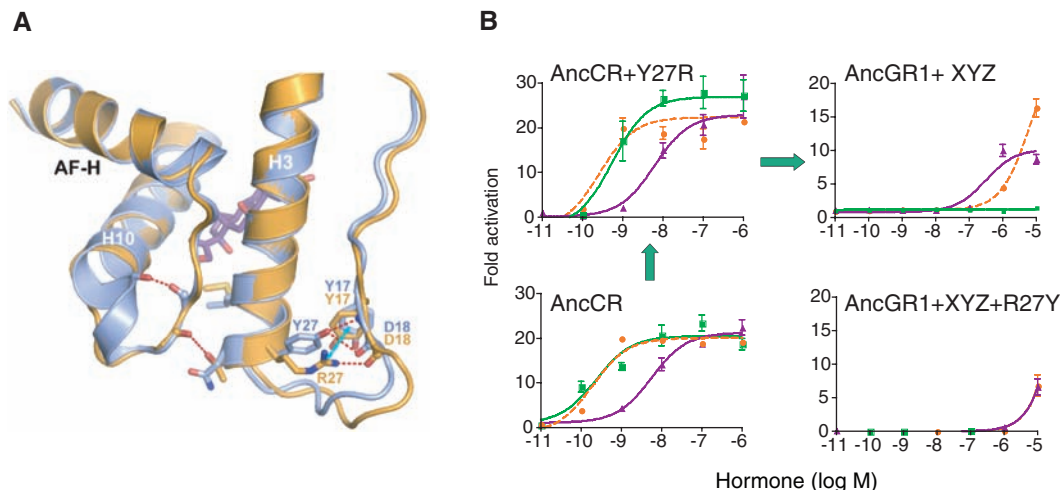 A
AF-H
H3
H10
Y17
Y17
Y27
D18
D18
R27
B
Fold activation
AncCR+Y27R
30
20
10
0
-11 -10 -9 -8 -7 -6
AncGR1+ XYZ
20
15
10
5
0
-11 -10 -9 -8 -7 -6 -5
AncCR
30
20
10
0
-11 -10 -9 -8 -7 -6
AncGR1+XYZ+R27Y
20
15
10
5
0
-11 -10 -9 -8 -7 -6 -5
Hormone (log M)